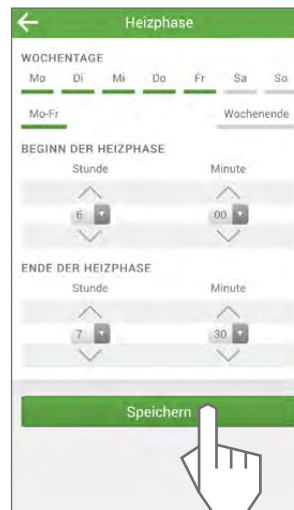 Heizphase
WOCHENTAGE
Mo Di Mi Do Fr Sa So
Mo-Fr Wochenende
BEGINN DER HEIZPHASE
Stunde Minute
6 00
ENDE DER HEIZPHASE
Stunde Minute
7 30
Speichern